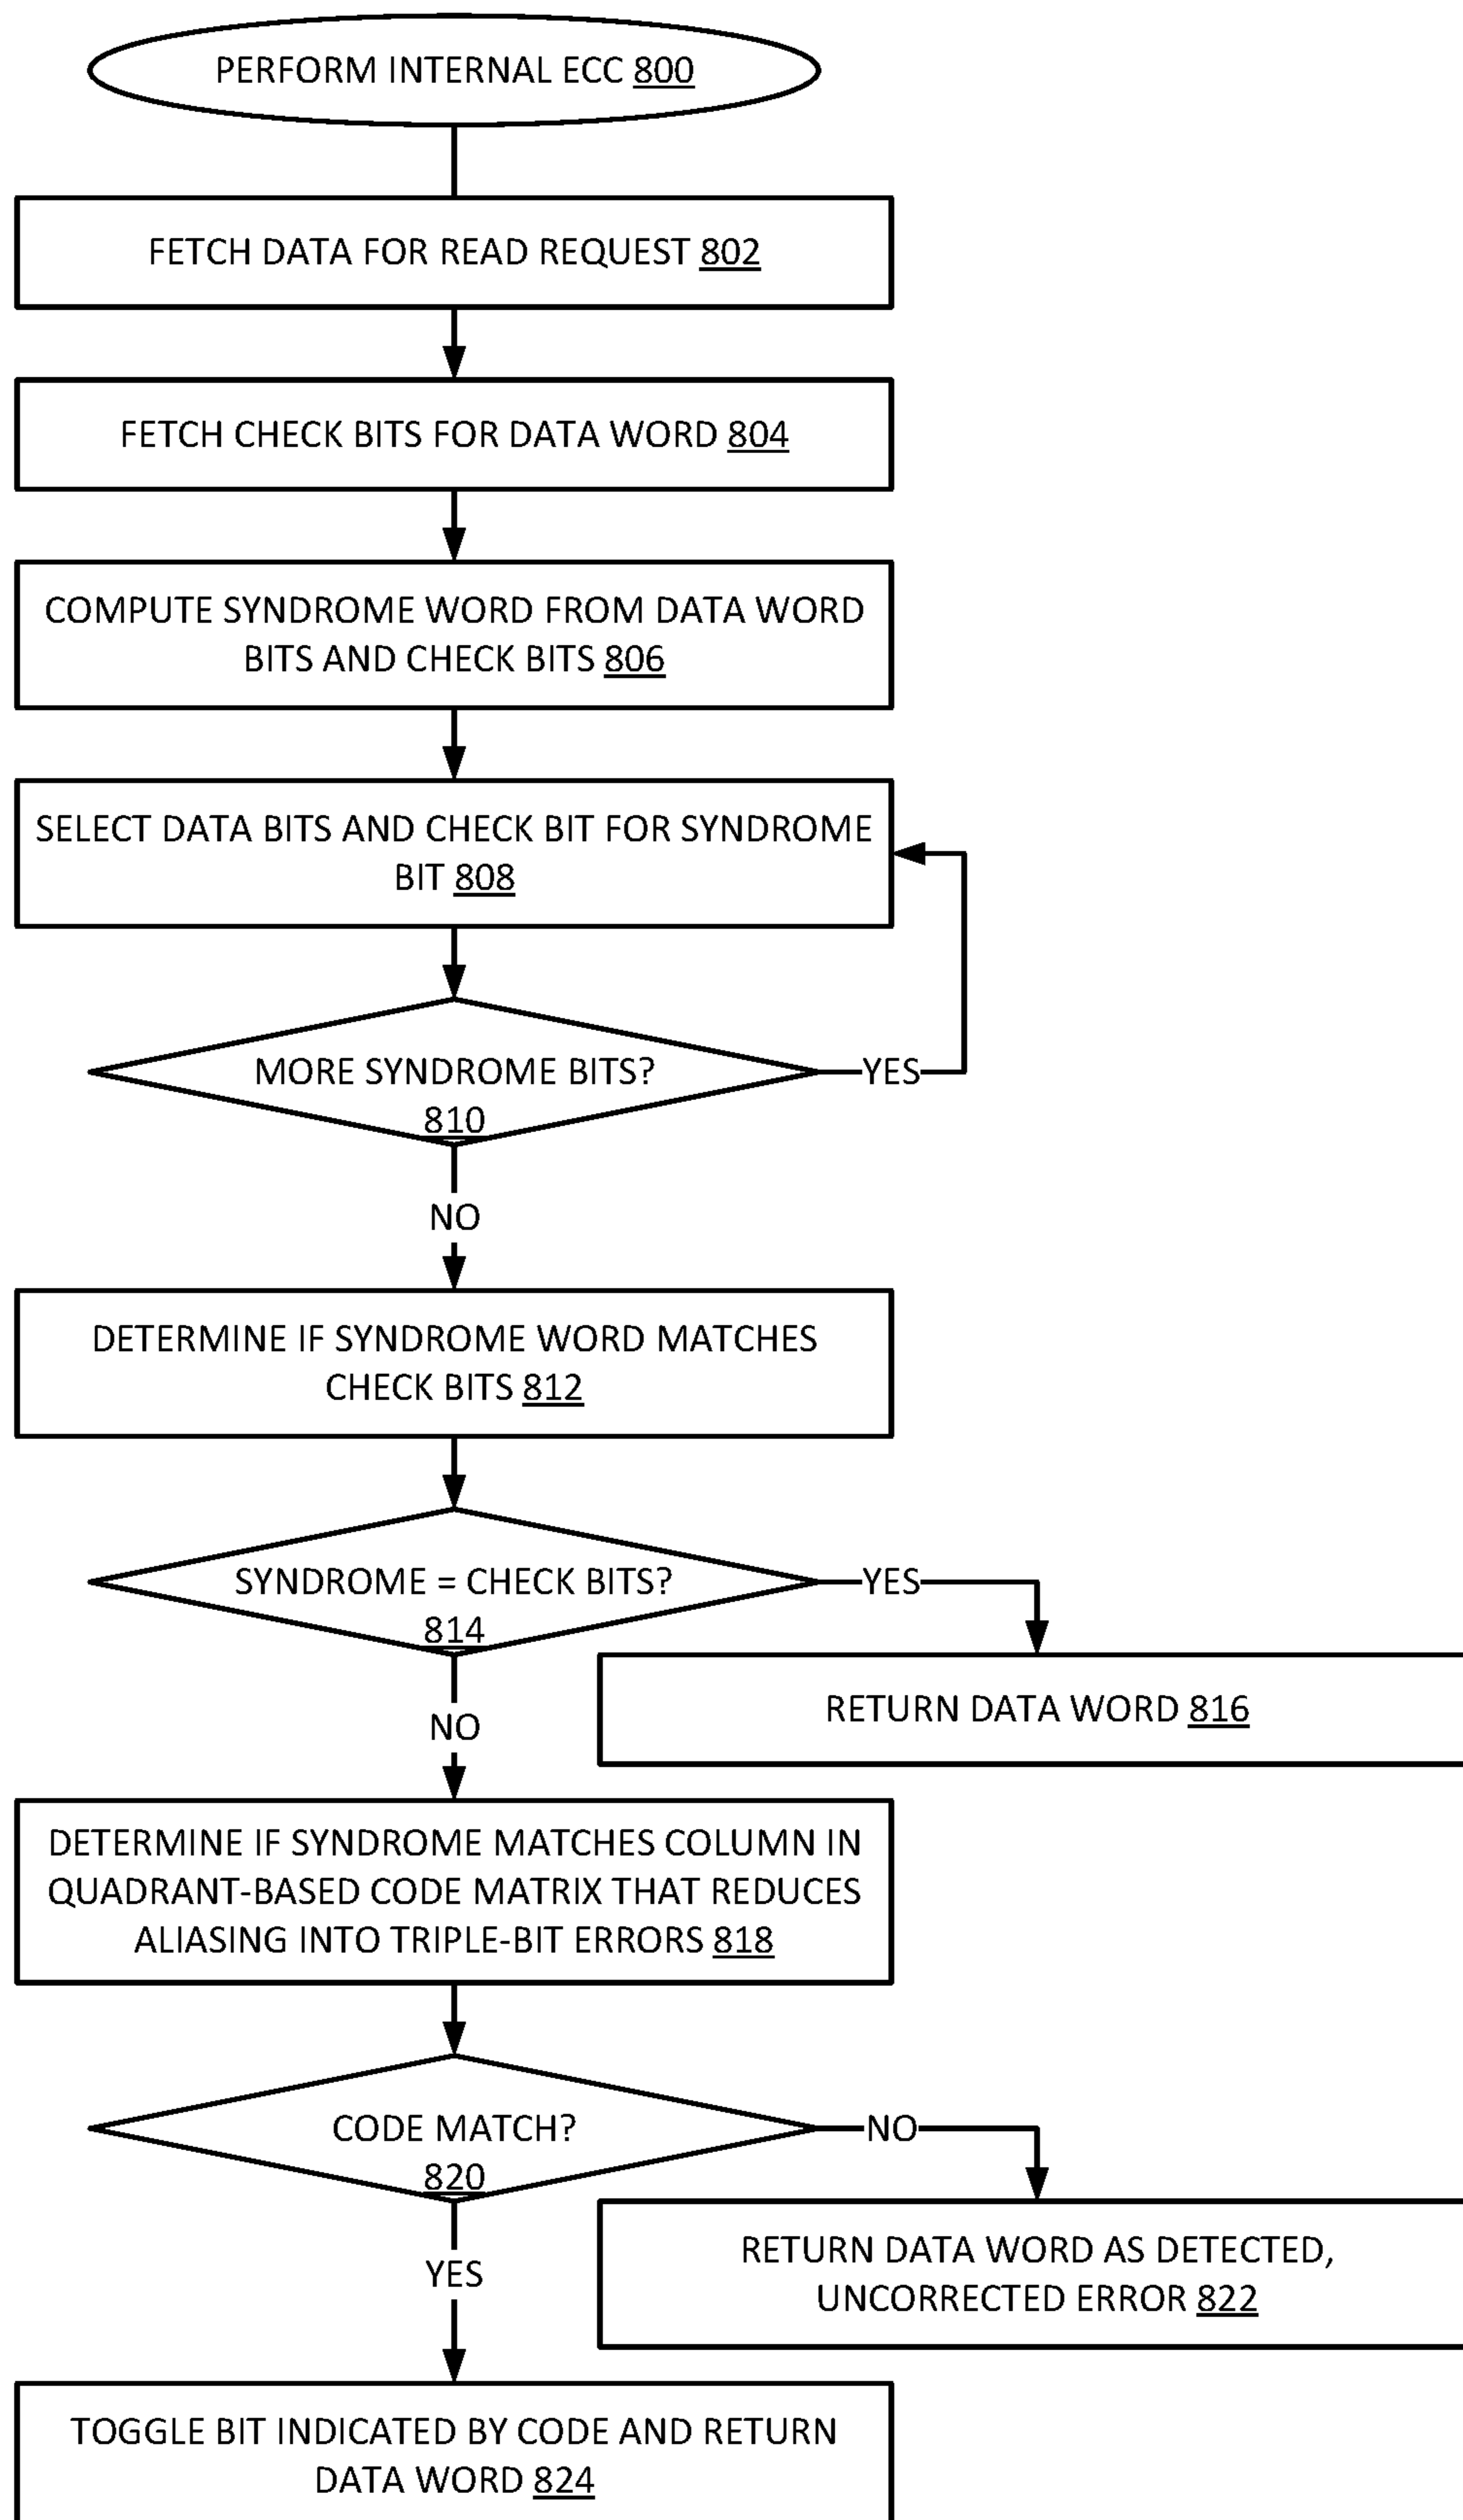 PERFORM INTERNAL ECC 800
FETCH DATA FOR READ REQUEST 802
FETCH CHECK BITS FOR DATA WORD 804
COMPUTE SYNDROME WORD FROM DATA WORD
BITS AND CHECK BITS 806
SELECT DATA BITS AND CHECK BIT FOR SYNDROME
BIT 808
MORE SYNDROME BITS?
810
YES
NO
DETERMINE IF SYNDROME WORD MATCHES
CHECK BITS 812
SYNDROME = CHECK BITS?
814
YES
RETURN DATA WORD 816
NO
DETERMINE IF SYNDROME MATCHES COLUMN IN
QUADRANT-BASED CODE MATRIX THAT REDUCES
ALIASING INTO TRIPLE-BIT ERRORS 818
CODE MATCH?
820
NO
RETURN DATA WORD AS DETECTED,
UNCORRECTED ERROR 822
YES
TOGGLE BIT INDICATED BY CODE AND RETURN
DATA WORD 824